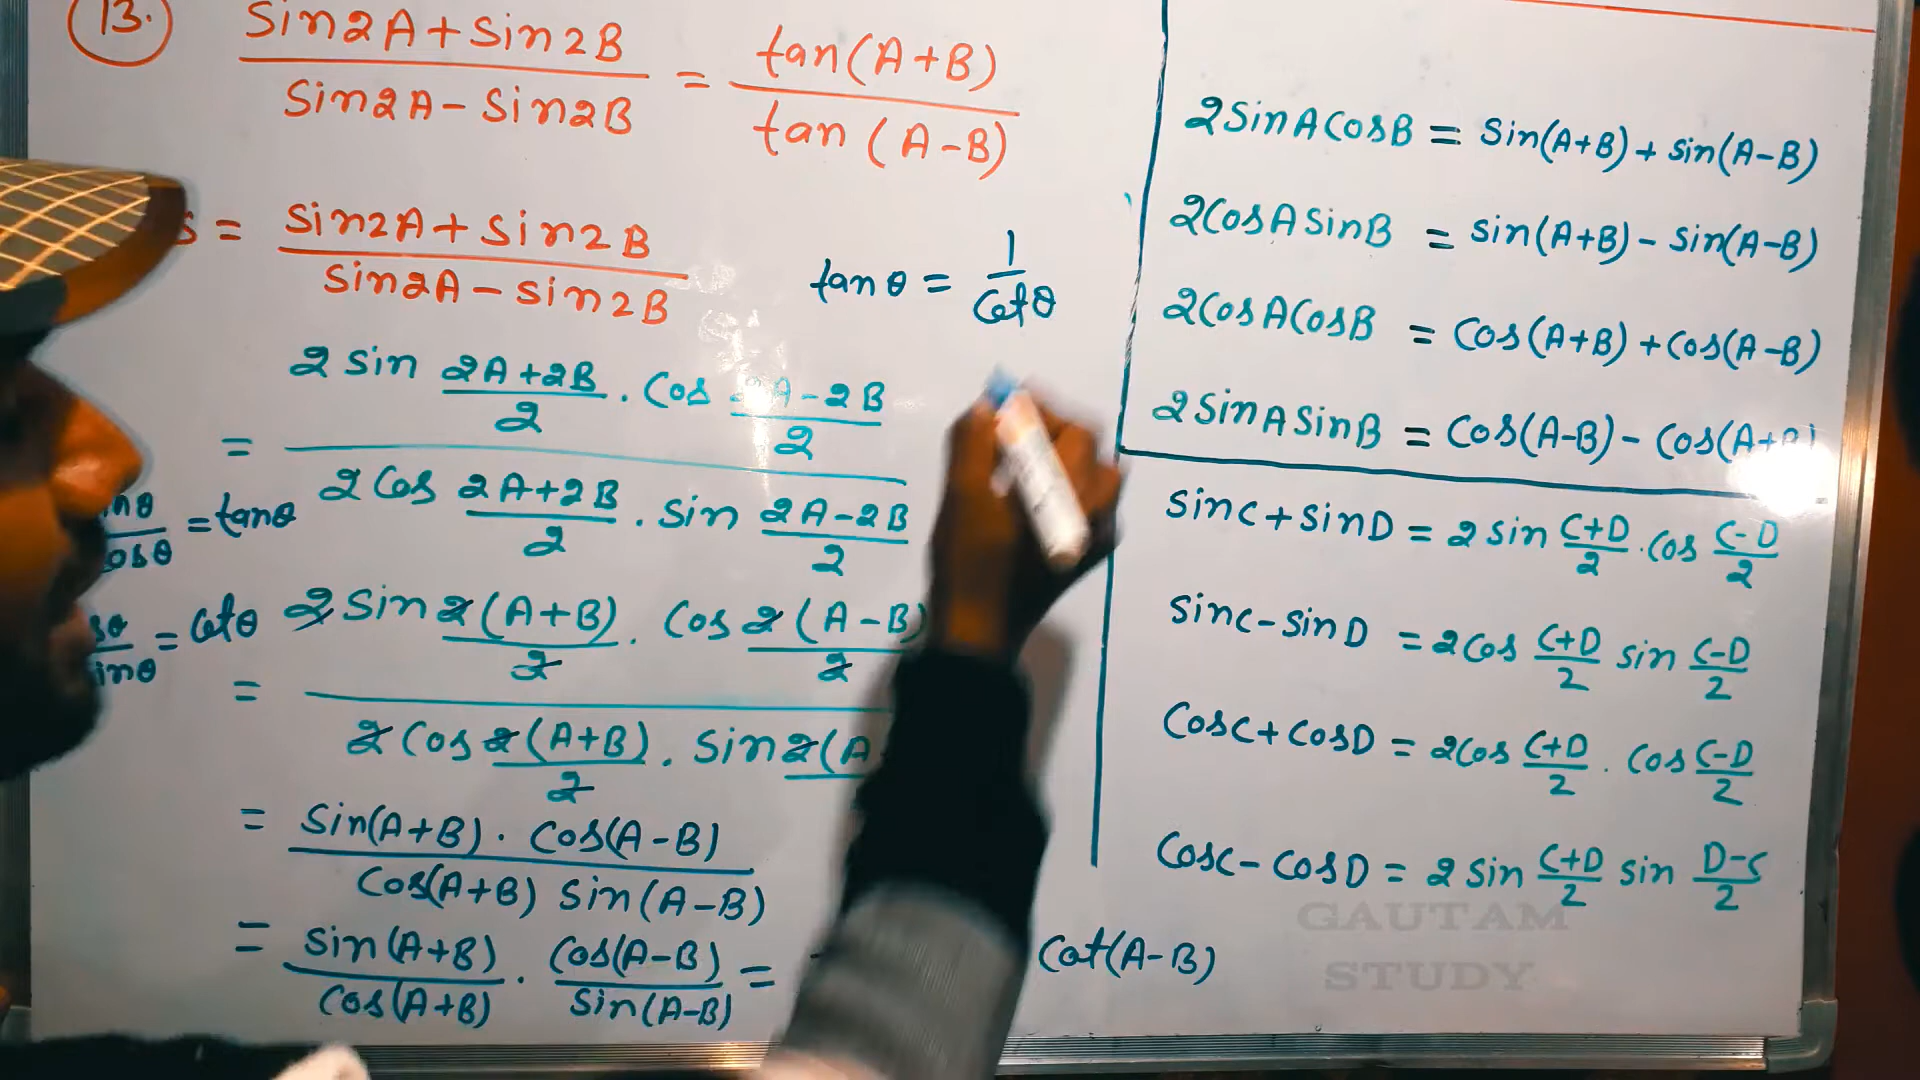 13. Sin2A + Sin2B / Sin2A - Sin2B = tan(A+B) / tan(A-B)
S = Sin2A + Sin2B / Sin2A - Sin2B
tanθ = 1 / Cotθ
= 2 Sin 2A+2B / 2 . Cos 2A-2B / 2
2 Cos 2A+2B / 2 . Sin 2A-2B / 2
inθ / osθ = tanθ
sθ / inθ = Cotθ
= 2 Sin 2(A+B) / 2 . Cos 2(A-B) / 2
2 Cos 2(A+B) / 2 . Sin 2(A
= Sin(A+B) . Cos(A-B) / Cos(A+B) Sin(A-B)
= Sin(A+B) / Cos(A+B) . Cos(A-B) / Sin(A-B) =
Cot(A-B)
2SinACosB = Sin(A+B) + Sin(A-B)
2CosASinB = Sin(A+B) - Sin(A-B)
2CosACosB = Cos(A+B) + Cos(A-B)
2SinASinB = Cos(A-B) - Cos(A+B)
SinC + SinD = 2 Sin C+D / 2 . Cos C-D / 2
SinC - SinD = 2Cos C+D / 2 Sin C-D / 2
CosC + CosD = 2Cos C+D / 2 . Cos C-D / 2
CosC - CosD = 2 Sin C+D / 2 Sin D-C / 2
GAUTAM
STUDY